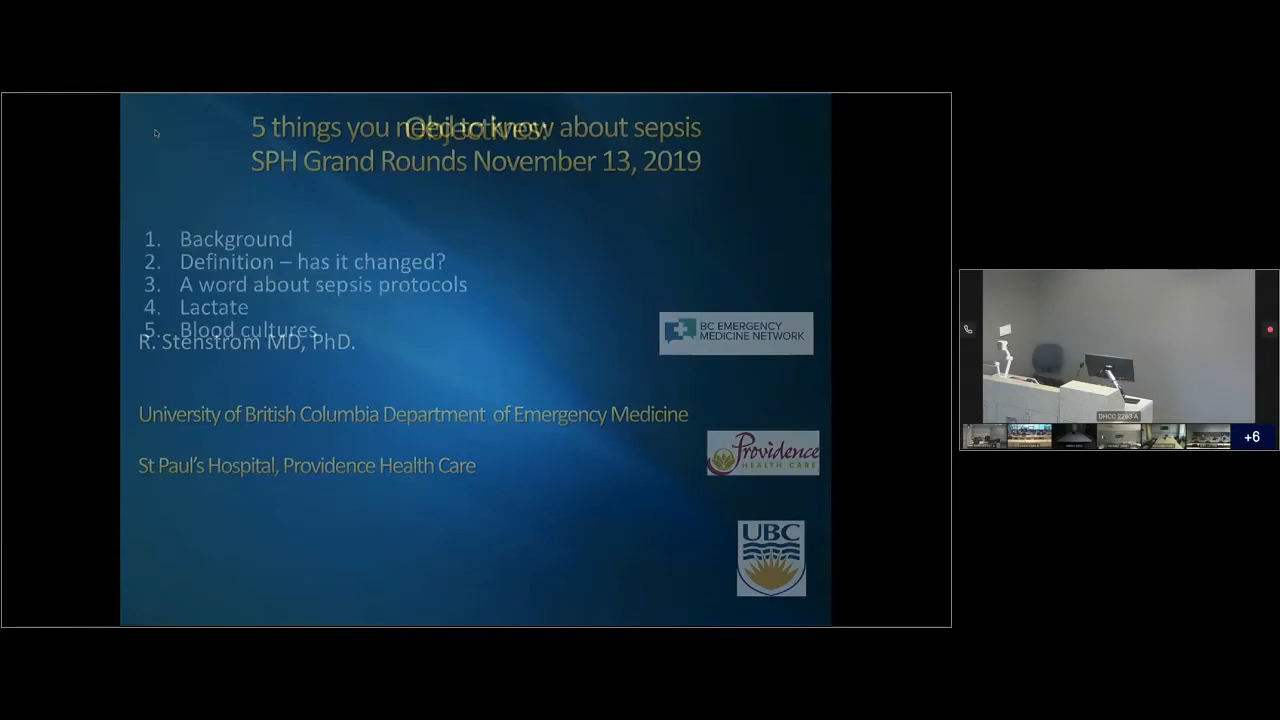 5 things you need to know about sepsis
Objectives:
SPH Grand Rounds November 13, 2019
1. Background
2. Definition – has it changed?
3. A word about sepsis protocols
4. Lactate
5. Blood cultures
R. Stenstrom MD, PhD.
BC EMERGENCY
MEDICINE NETWORK
University of British Columbia Department of Emergency Medicine
Providence
HEALTH CARE
St Paul's Hospital, Providence Health Care
UBC
DHCC 2263 A
+6